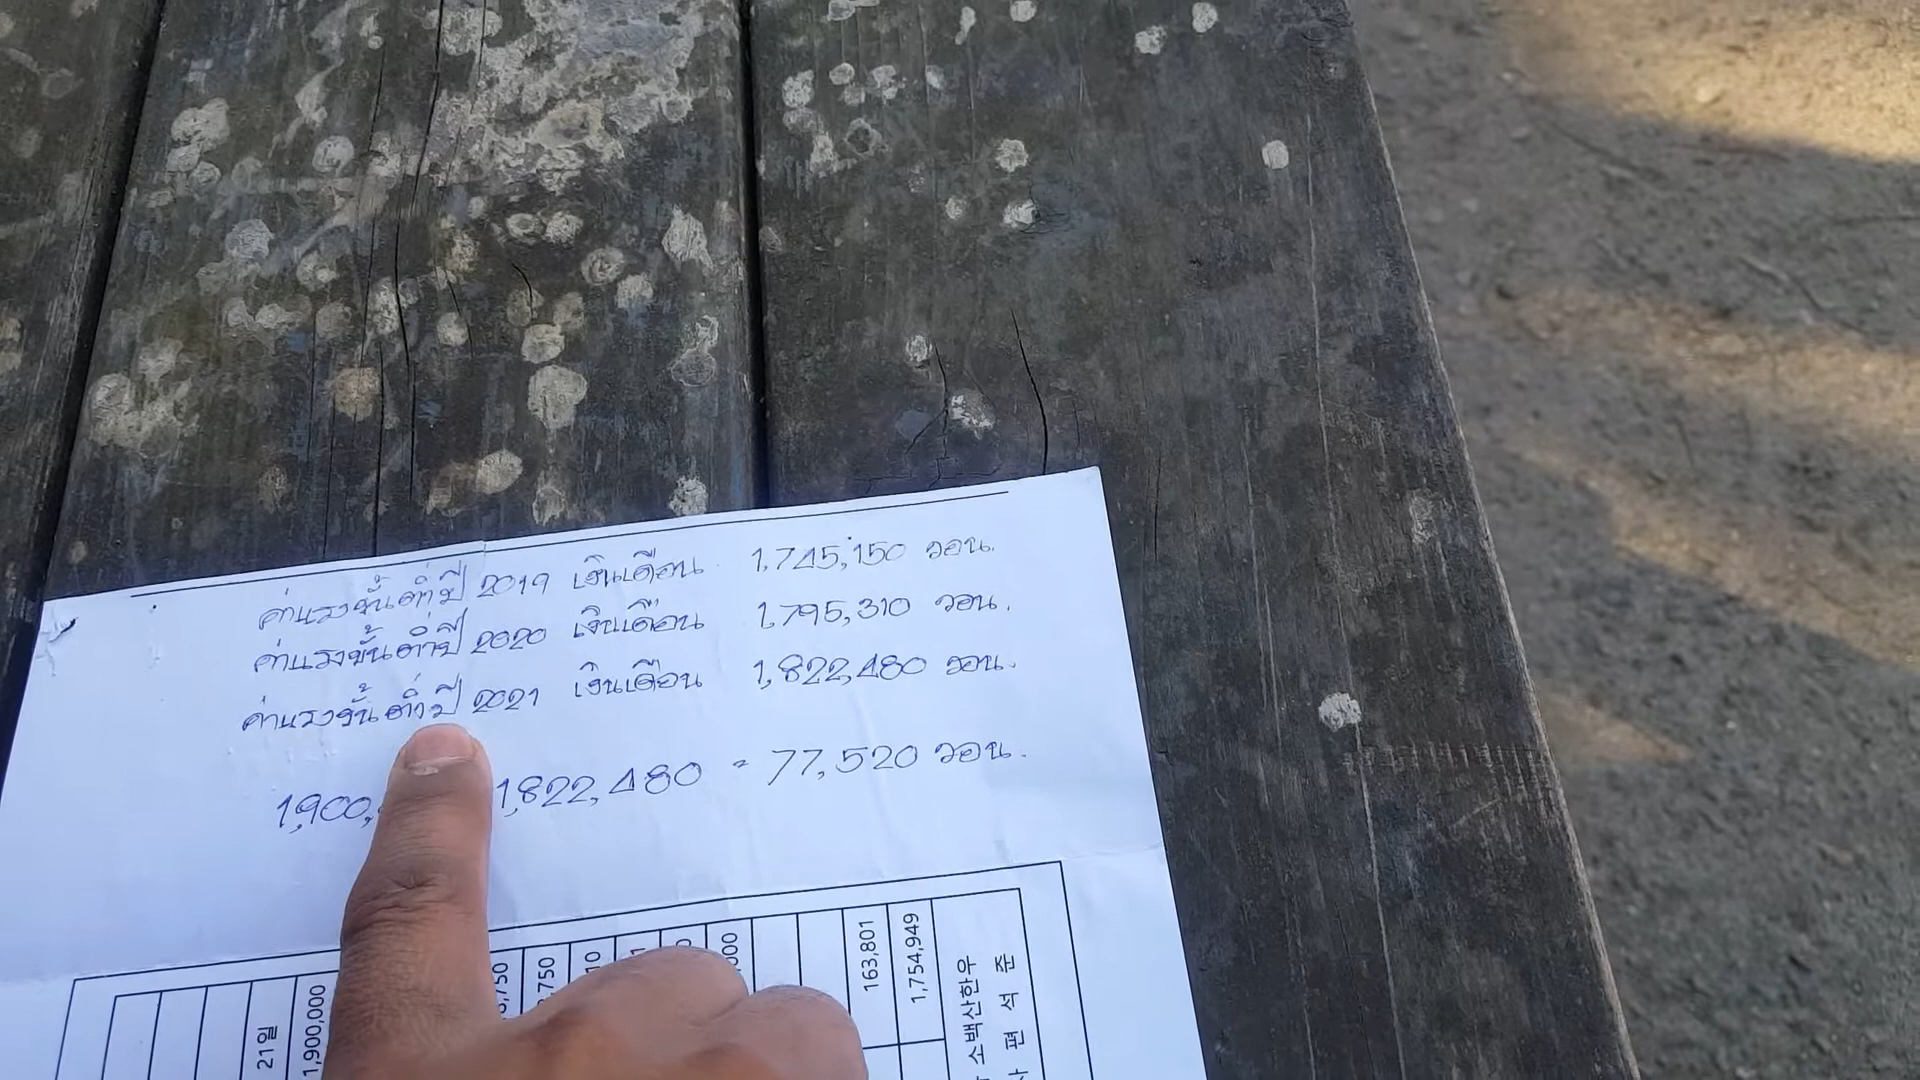 ค่าแรงขั้นต่ำปี 2019 เงินเดือน 1,745,150 วอน.
ค่าแรงขั้นต่ำปี 2020 เงินเดือน 1,795,310 วอน.
ค่าแรงขั้นต่ำปี 2021 เงินเดือน 1,822,480 วอน.
1,900, 1,822,480 = 77,520 วอน.
21일
1,900,000
163,801
1,754,949
소백산한우
편 석 준